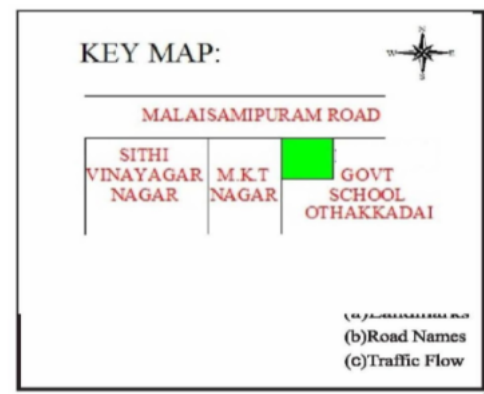 KEY MAP:
N
W E
S
MALAISAMIPURAM ROAD
SITHI
VINAYAGAR
NAGAR
M.K.T
NAGAR
GOVT
SCHOOL
OTHAKKADAI
(b)Road Names
(c)Traffic Flow